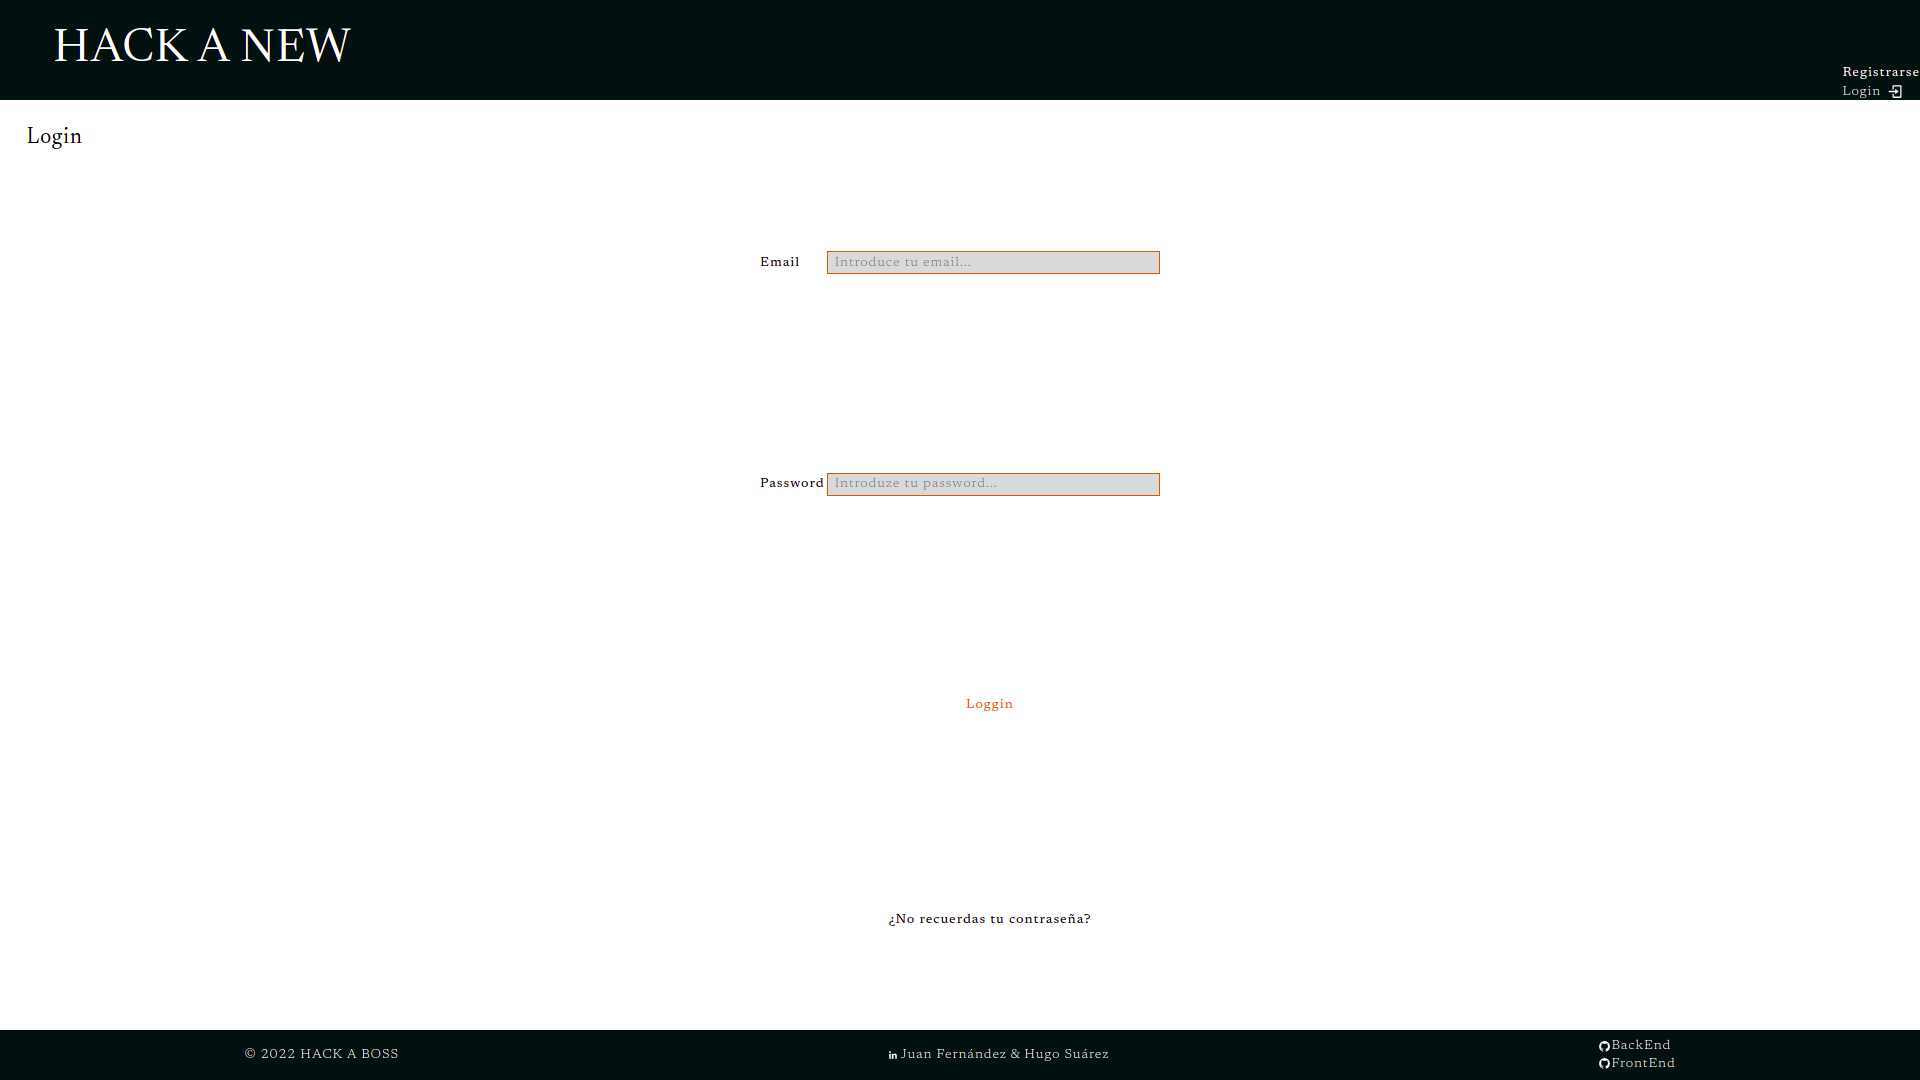 HACK A NEW
Registrarse
Login
Login
Email
Introduce tu email...
Password
Introduze tu password...
Loggin
¿No recuerdas tu contraseña?
© 2022 HACK A BOSS
Juan Fernández & Hugo Suárez
BackEnd
FrontEnd